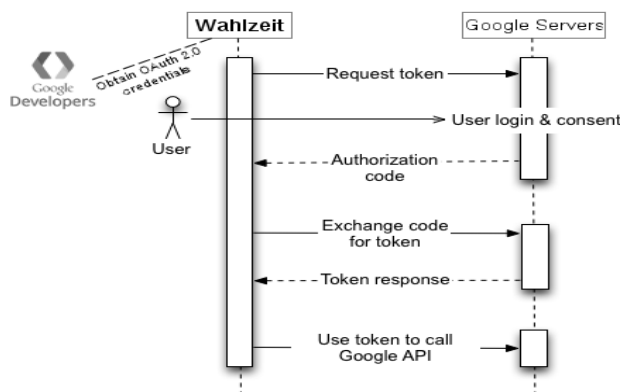 Wahlzeit
Google Servers
Obtain OAuth 2.0
credentials
Google
Developers
Request token
User
User login & consent
Authorization
code
Exchange code
for token
Token response
Use token to call
Google API